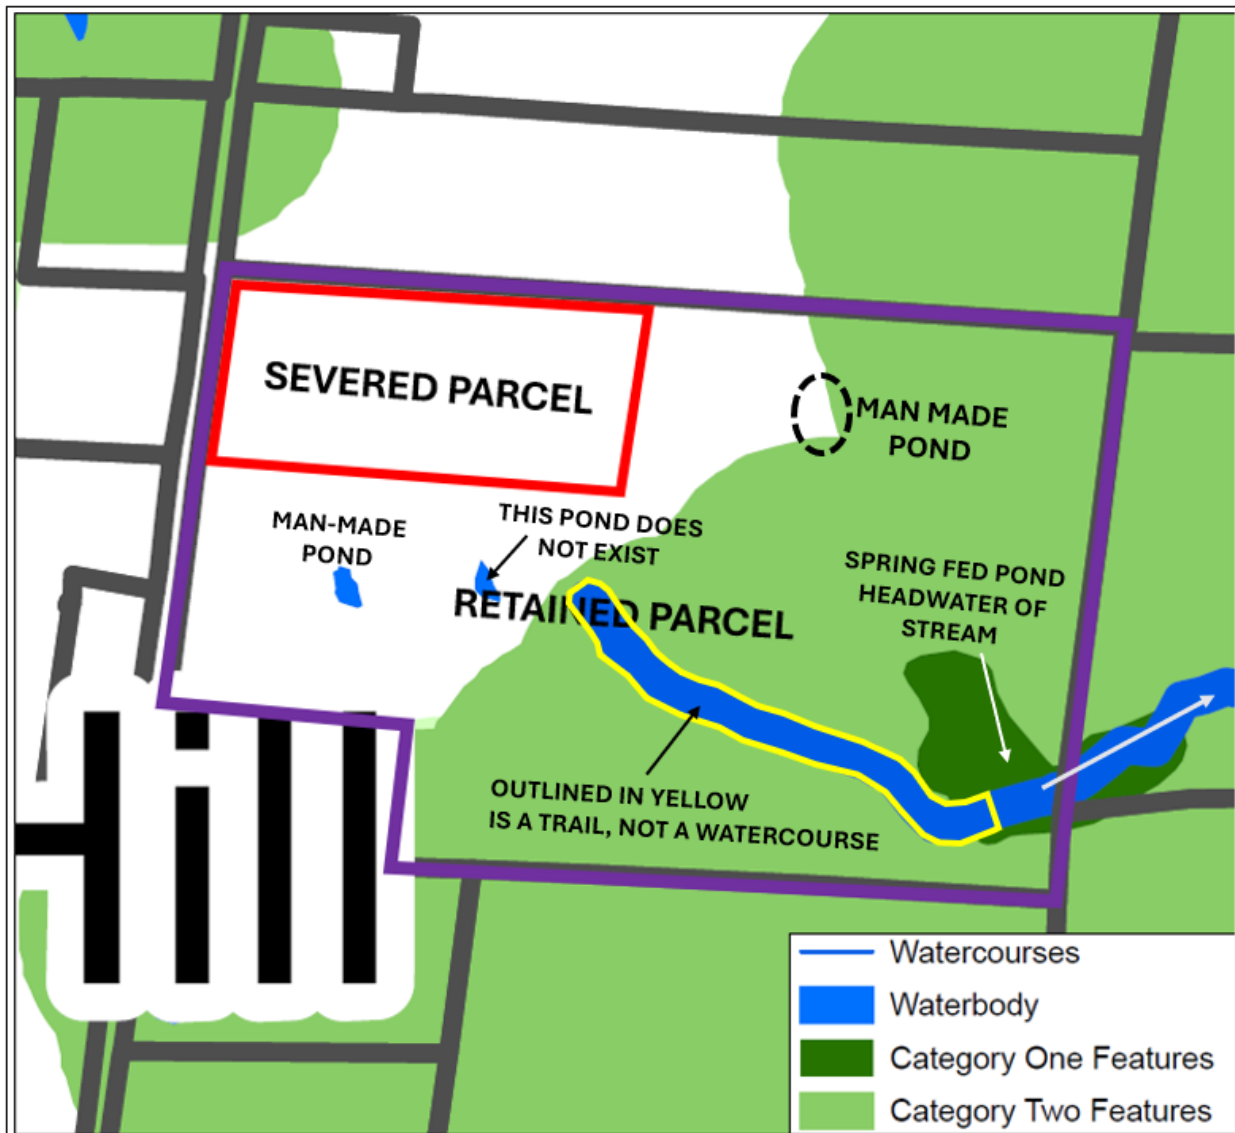 SEVERED PARCEL
MAN MADE
POND
MAN-MADE
POND
THIS POND DOES
NOT EXIST
RETAINED PARCEL
SPRING FED POND
HEADWATER OF
STREAM
OUTLINED IN YELLOW
IS A TRAIL, NOT A WATERCOURSE
Hill
Watercourses
Waterbody
Category One Features
Category Two Features